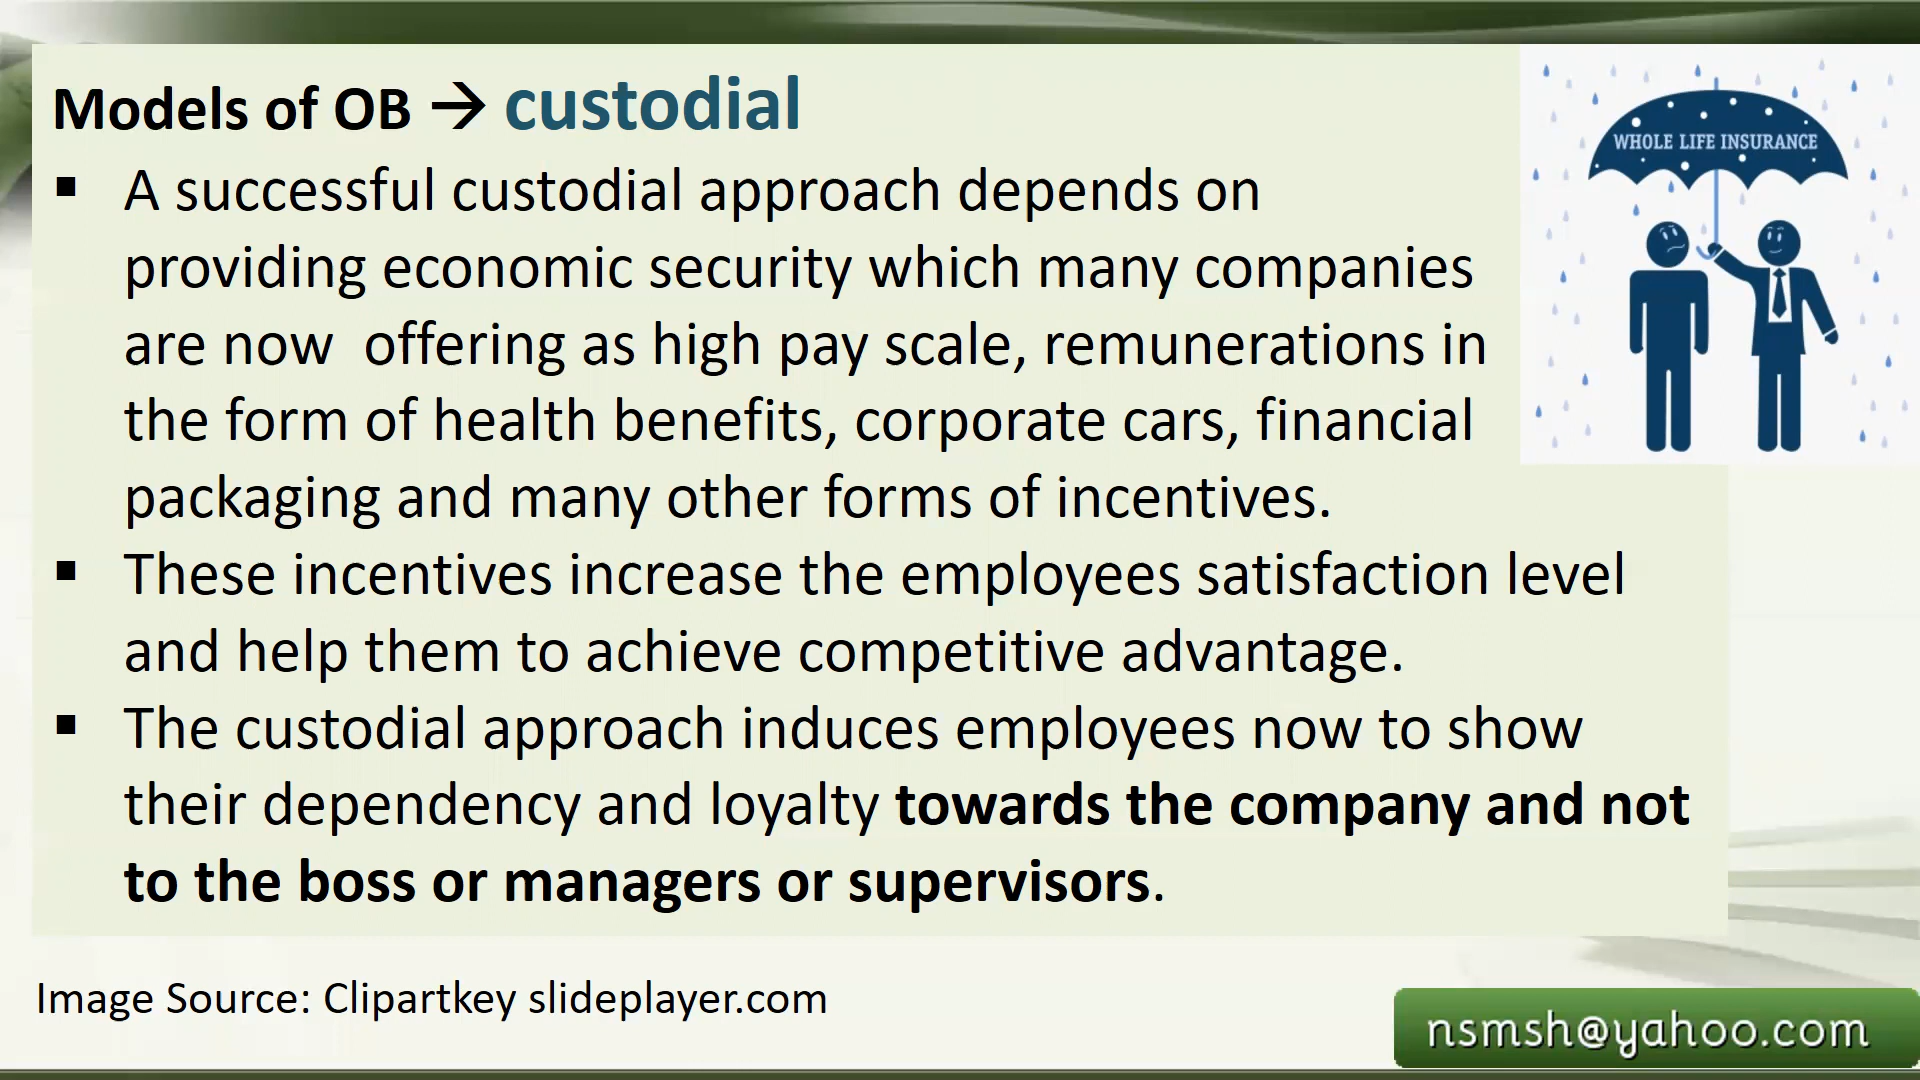 Models of OB → custodial
WHOLE LIFE INSURANCE
▪ A successful custodial approach depends on
providing economic security which many companies
are now  offering as high pay scale, remunerations in
the form of health benefits, corporate cars, financial
packaging and many other forms of incentives.
▪ These incentives increase the employees satisfaction level
and help them to achieve competitive advantage.
▪ The custodial approach induces employees now to show
their dependency and loyalty towards the company and not
to the boss or managers or supervisors.
Image Source: Clipartkey slideplayer.com
nsmsh@yahoo.com